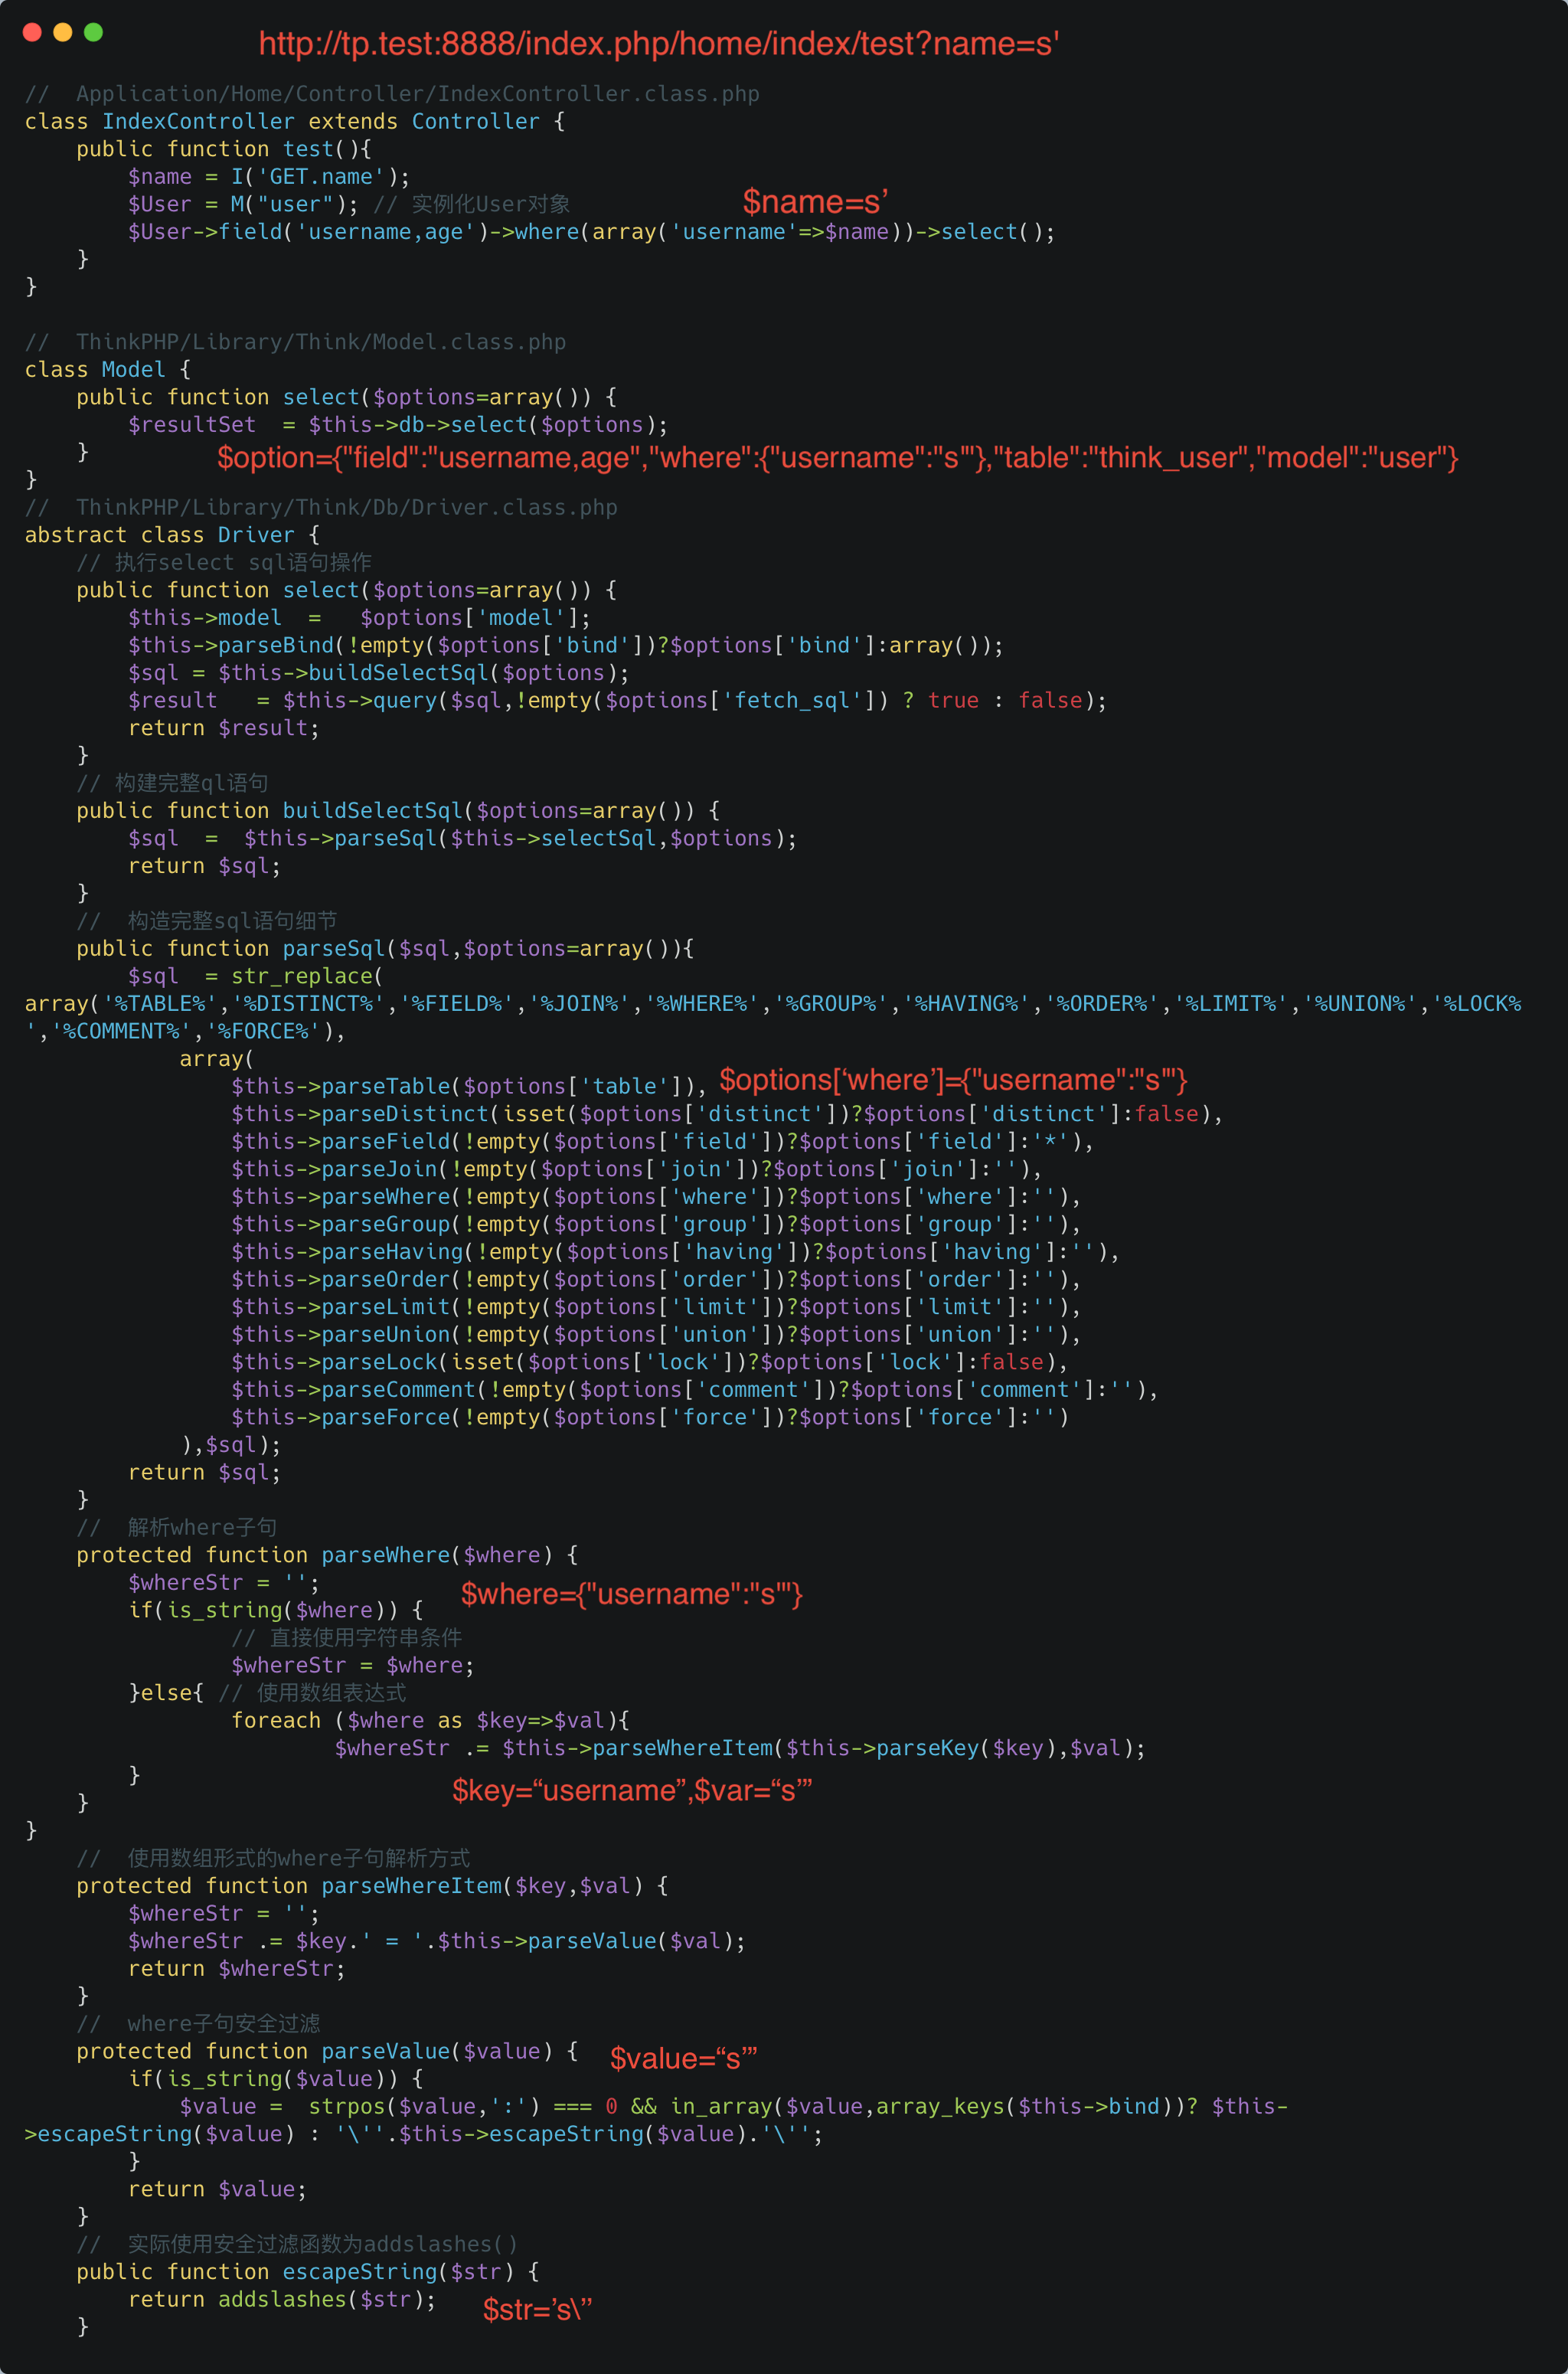 http://tp.test:8888/index.php/home/index/test?name=s'
//  Application/Home/Controller/IndexController.class.php
class IndexController extends Controller {
    public function test(){
        $name = I('GET.name');
        $User = M("user"); // 实例化User对象
$name=s’
        $User->field('username,age')->where(array('username'=>$name))->select();
    }
}
//  ThinkPHP/Library/Think/Model.class.php
class Model {
    public function select($options=array()) {
        $resultSet  = $this->db->select($options);
    }
$option={"field":"username,age","where":{"username":"s'"},"table":"think_user","model":"user"}
}
//  ThinkPHP/Library/Think/Db/Driver.class.php
abstract class Driver {
    // 执行select sql语句操作
    public function select($options=array()) {
        $this->model  =   $options['model'];
        $this->parseBind(!empty($options['bind'])?$options['bind']:array());
        $sql = $this->buildSelectSql($options);
        $result   = $this->query($sql,!empty($options['fetch_sql']) ? true : false);
        return $result;
    }
    // 构建完整ql语句
    public function buildSelectSql($options=array()) {
        $sql  =  $this->parseSql($this->selectSql,$options);
        return $sql;
    }
    //  构造完整sql语句细节
    public function parseSql($sql,$options=array()){
        $sql  = str_replace(
array('%TABLE%','%DISTINCT%','%FIELD%','%JOIN%','%WHERE%','%GROUP%','%HAVING%','%ORDER%','%LIMIT%','%UNION%','%LOCK%
','%COMMENT%','%FORCE%'),
            array(
                $this->parseTable($options['table']),
$options[‘where’]={"username":"s'"}
                $this->parseDistinct(isset($options['distinct'])?$options['distinct']:false),
                $this->parseField(!empty($options['field'])?$options['field']:'*'),
                $this->parseJoin(!empty($options['join'])?$options['join']:''),
                $this->parseWhere(!empty($options['where'])?$options['where']:''),
                $this->parseGroup(!empty($options['group'])?$options['group']:''),
                $this->parseHaving(!empty($options['having'])?$options['having']:''),
                $this->parseOrder(!empty($options['order'])?$options['order']:''),
                $this->parseLimit(!empty($options['limit'])?$options['limit']:''),
                $this->parseUnion(!empty($options['union'])?$options['union']:''),
                $this->parseLock(isset($options['lock'])?$options['lock']:false),
                $this->parseComment(!empty($options['comment'])?$options['comment']:''),
                $this->parseForce(!empty($options['force'])?$options['force']:'')
            ),$sql);
        return $sql;
    }
    //  解析where子句
    protected function parseWhere($where) {
        $whereStr = '';
$where={"username":"s'"}
        if(is_string($where)) {
                // 直接使用字符串条件
                $whereStr = $where;
        }else{ // 使用数组表达式
                foreach ($where as $key=>$val){
                        $whereStr .= $this->parseWhereItem($this->parseKey($key),$val);
        }
$key=“username”,$var=“s’”
    }
}
    //  使用数组形式的where子句解析方式
    protected function parseWhereItem($key,$val) {
        $whereStr = '';
        $whereStr .= $key.' = '.$this->parseValue($val);
        return $whereStr;
    }
    //  where子句安全过滤
    protected function parseValue($value) {
$value=“s’”
        if(is_string($value)) {
            $value =  strpos($value,':') === 0 && in_array($value,array_keys($this->bind))? $this-
>escapeString($value) : '\''.$this->escapeString($value).'\'';
        }
        return $value;
    }
    //  实际使用安全过滤函数为addslashes()
    public function escapeString($str) {
        return addslashes($str);
$str=’s\’’
    }